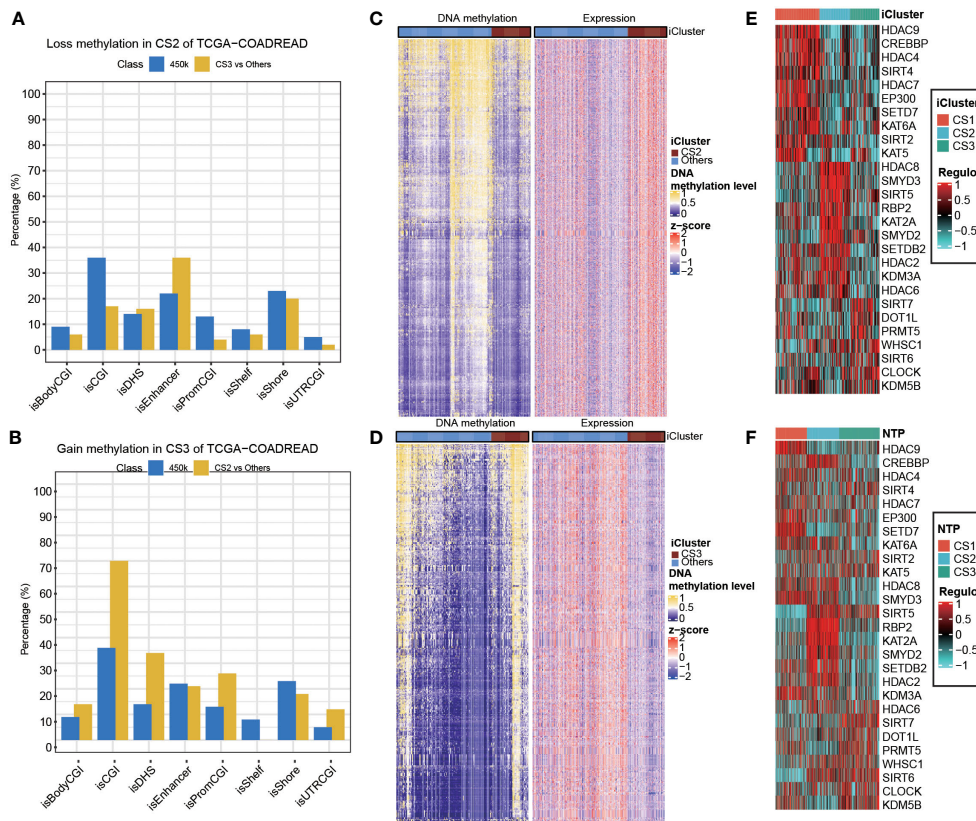 A
Loss methylation in CS2 of TCGA-COADREAD
Class 450k CS3 vs Others
Percentage (%)
100
90
80
70
60
50
40
30
20
10
0
isBodyCGI
isCGI
isDHS
isEnhancer
isPromCGI
isShelf
isShore
isUTRCGI
B
Gain methylation in CS3 of TCGA-COADREAD
Class 450k CS2 vs Others
Percentage (%)
100
90
80
70
60
50
40
30
20
10
0
isBodyCGI
isCGI
isDHS
isEnhancer
isPromCGI
isShelf
isShore
isUTRCGI
C
DNA methylation Expression
iCluster
iCluster
CS2
Others
DNA
methylation level
1
0.5
0
z-score
2
1
0
-1
-2
D
DNA methylation Expression
iCluster
iCluster
CS3
Others
DNA
methylation level
1
0.5
0
z-score
2
1
0
-1
-2
E
iCluster
HDAC9
CREBBP
HDAC4
SIRT4
HDAC7
EP300
SETD7
KAT6A
SIRT2
KAT5
HDAC8
SMYD3
SIRT5
RBP2
KAT2A
SMYD2
SETDB2
HDAC2
KDM3A
HDAC6
SIRT7
DOT1L
PRMT5
WHSC1
SIRT6
CLOCK
KDM5B
iCluster
CS1
CS2
CS3
Regulo
1
0.5
0
-0.5
-1
F
NTP
HDAC9
CREBBP
HDAC4
SIRT4
HDAC7
EP300
SETD7
KAT6A
SIRT2
KAT5
HDAC8
SMYD3
SIRT5
RBP2
KAT2A
SMYD2
SETDB2
HDAC2
KDM3A
HDAC6
SIRT7
DOT1L
PRMT5
WHSC1
SIRT6
CLOCK
KDM5B
NTP
CS1
CS2
CS3
Regulo
1
0.5
0
-0.5
-1